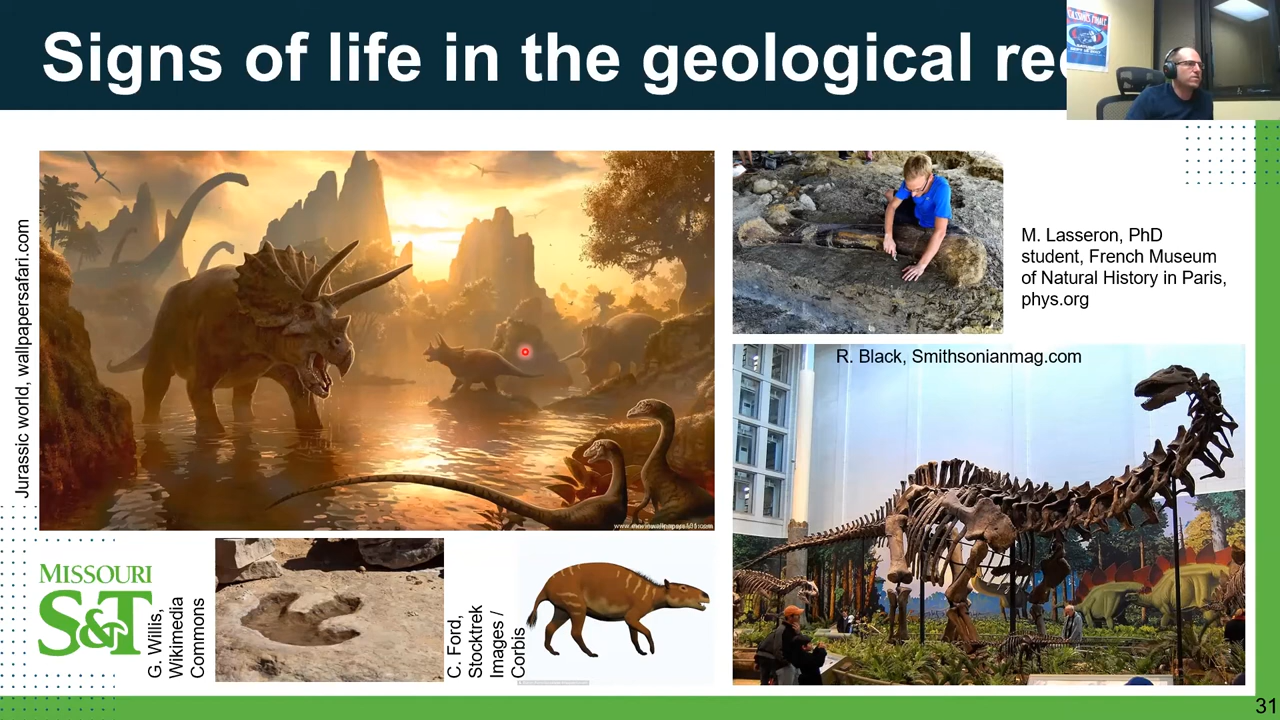 Signs of life in the geological rec
Jurassic world, wallpapersafari.com
M. Lasseron, PhD
student, French Museum
of Natural History in Paris,
phys.org
R. Black, Smithsonianmag.com
MISSOURI
S&T
G. Willis,
Wikimedia
Commons
C. Ford,
Stocktrek
Images /
Corbis
31